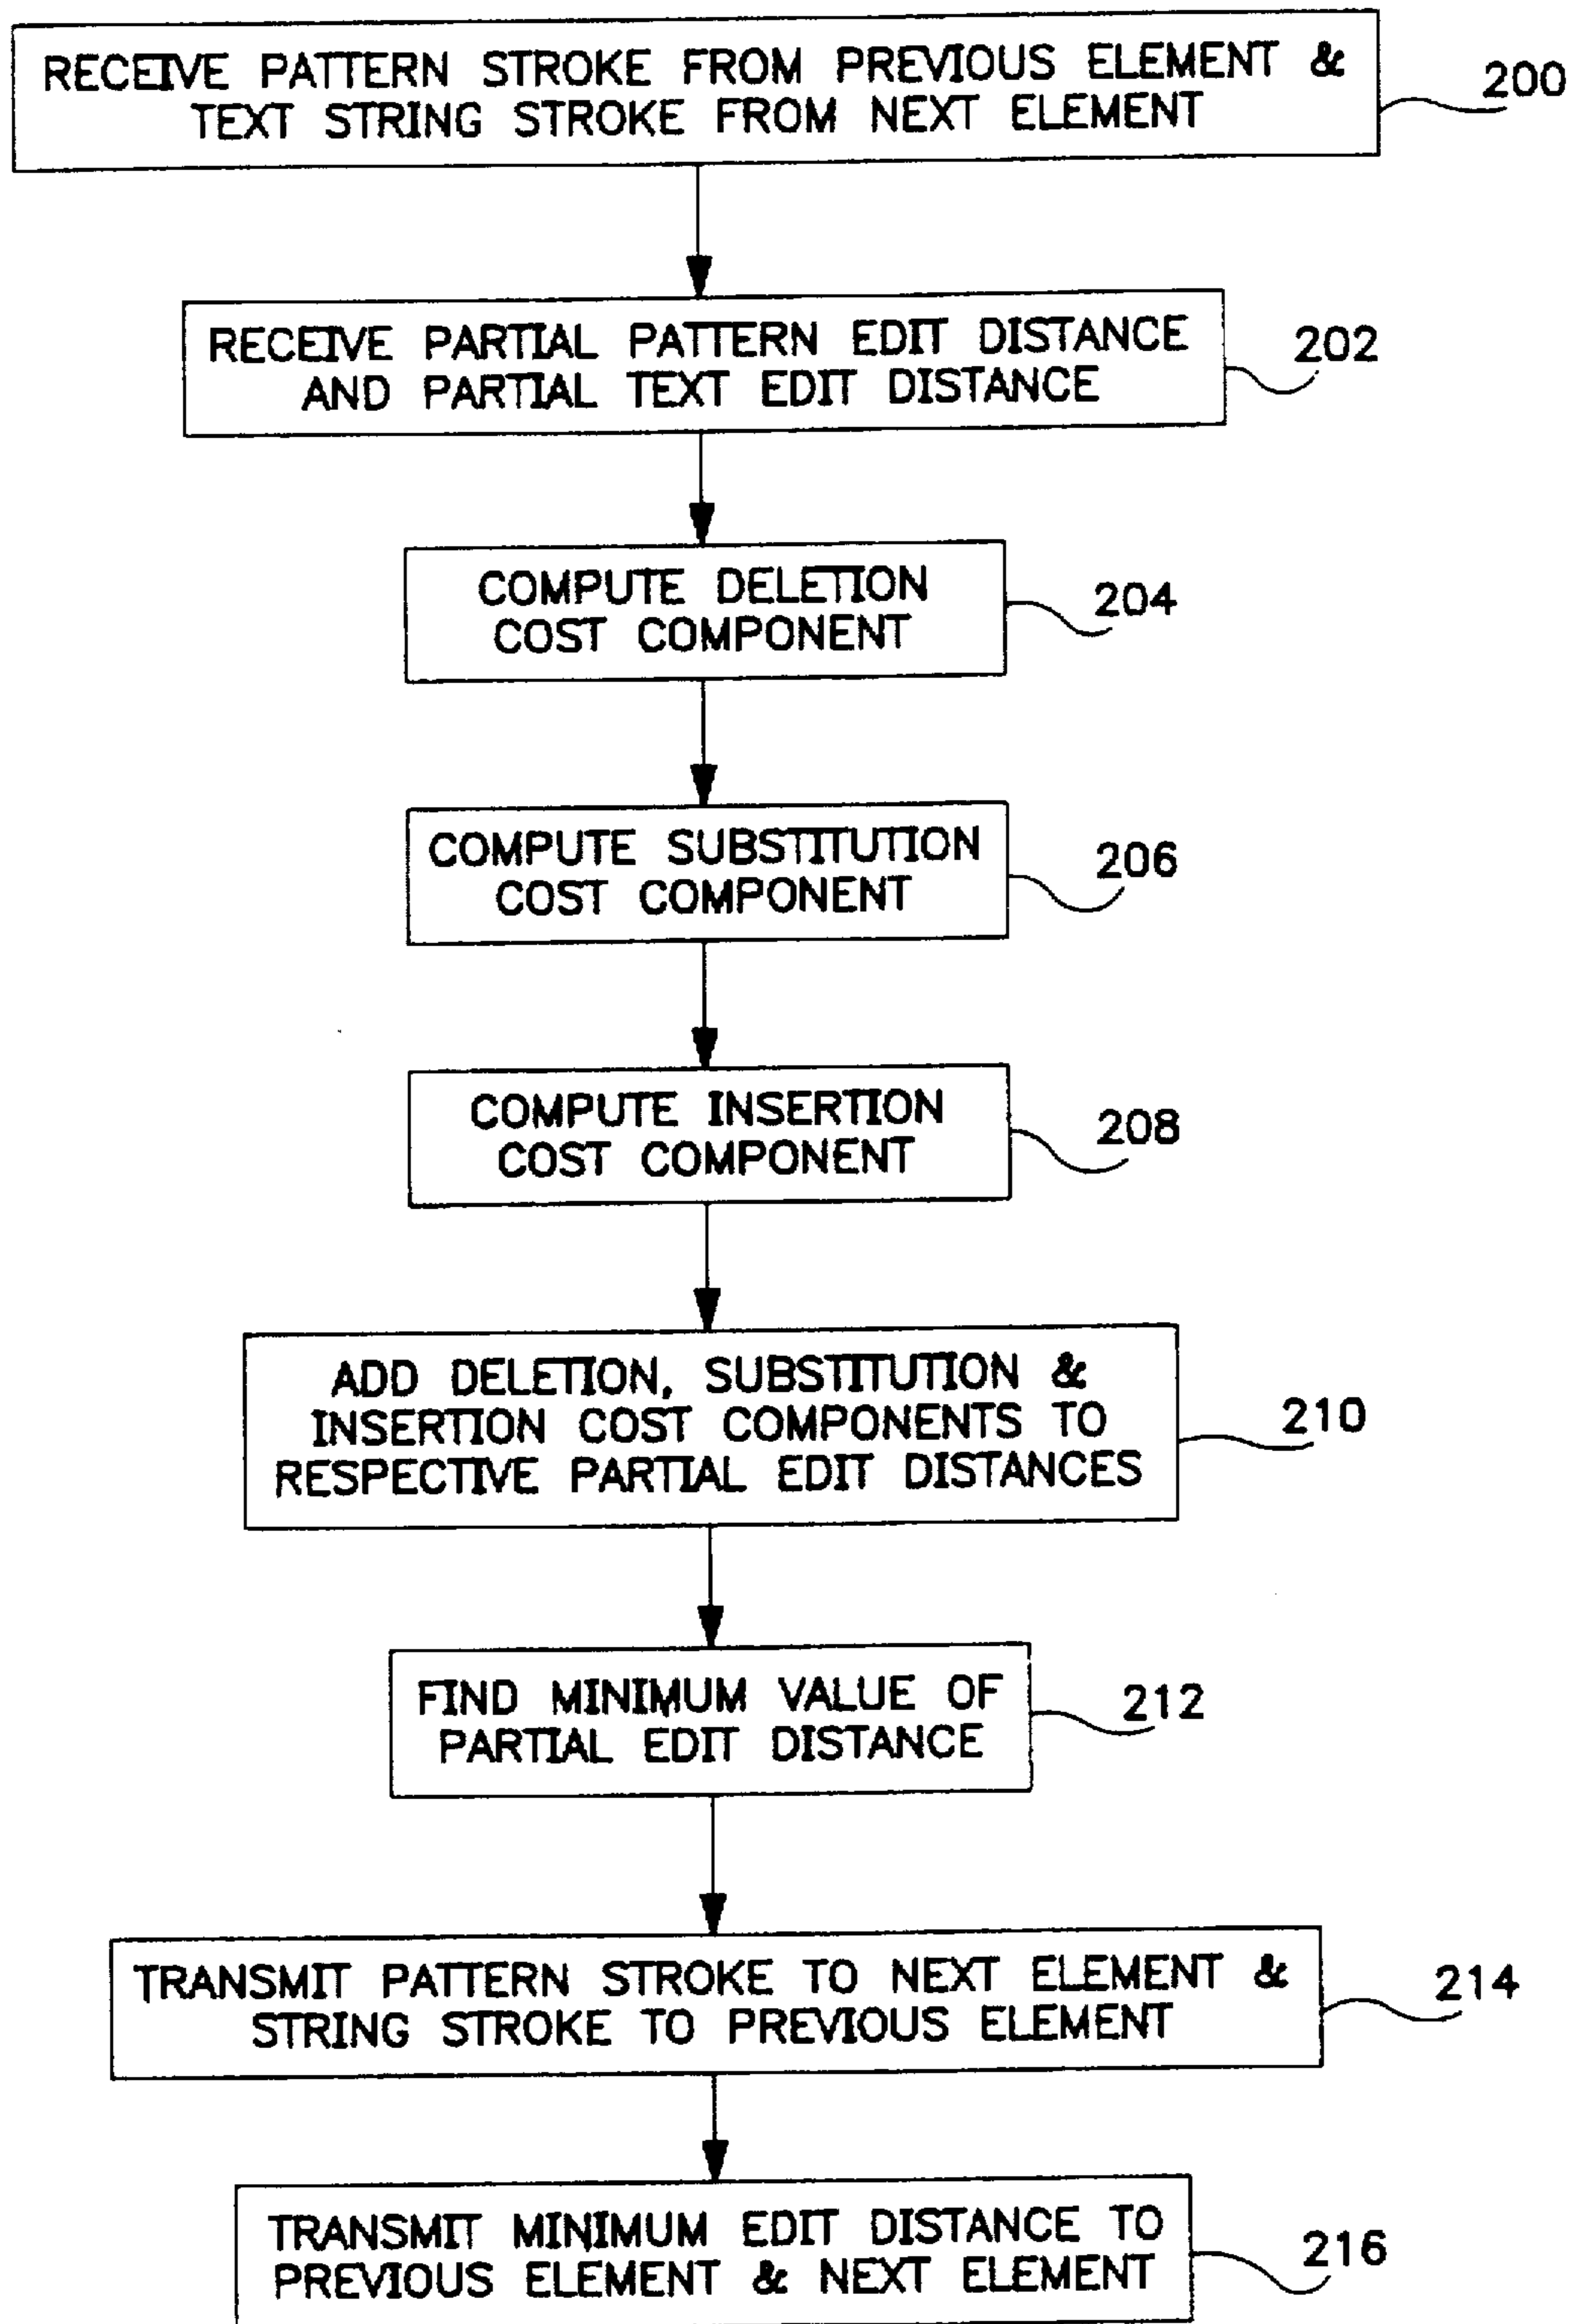 RECEIVE PATTERN STROKE FROM PREVIOUS ELEMENT &
TEXT STRING STROKE FROM NEXT ELEMENT
200
RECEIVE PARTIAL PATTERN EDIT DISTANCE
AND PARTIAL TEXT EDIT DISTANCE
202
COMPUTE DELETION
COST COMPONENT
204
COMPUTE SUBSTITUTION
COST COMPONENT
206
COMPUTE INSERTION
COST COMPONENT
208
ADD DELETION, SUBSTITUTION &
INSERTION COST COMPONENTS TO
RESPECTIVE PARTIAL EDIT DISTANCES
210
FIND MINIMUM VALUE OF
PARTIAL EDIT DISTANCE
212
TRANSMIT PATTERN STROKE TO NEXT ELEMENT &
STRING STROKE TO PREVIOUS ELEMENT
214
TRANSMIT MINIMUM EDIT DISTANCE TO
PREVIOUS ELEMENT & NEXT ELEMENT
216